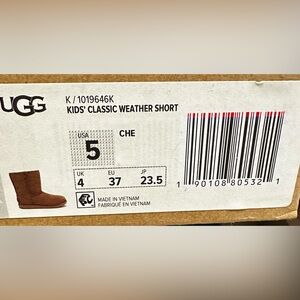 UGG
K / 1019646K
KIDS' CLASSIC WEATHER SHORT
USA
5
CHE
UK EU JP
4 37 23.5
MADE IN VIETNAM
FABRIQUÉ EN VIETNAM
1 90108 80532 1